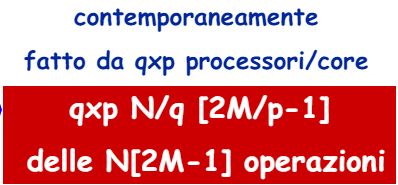 contemporaneamente
fatto da qxp processori/core
qxp N/q [2M/p-1]
delle N[2M-1] operazioni